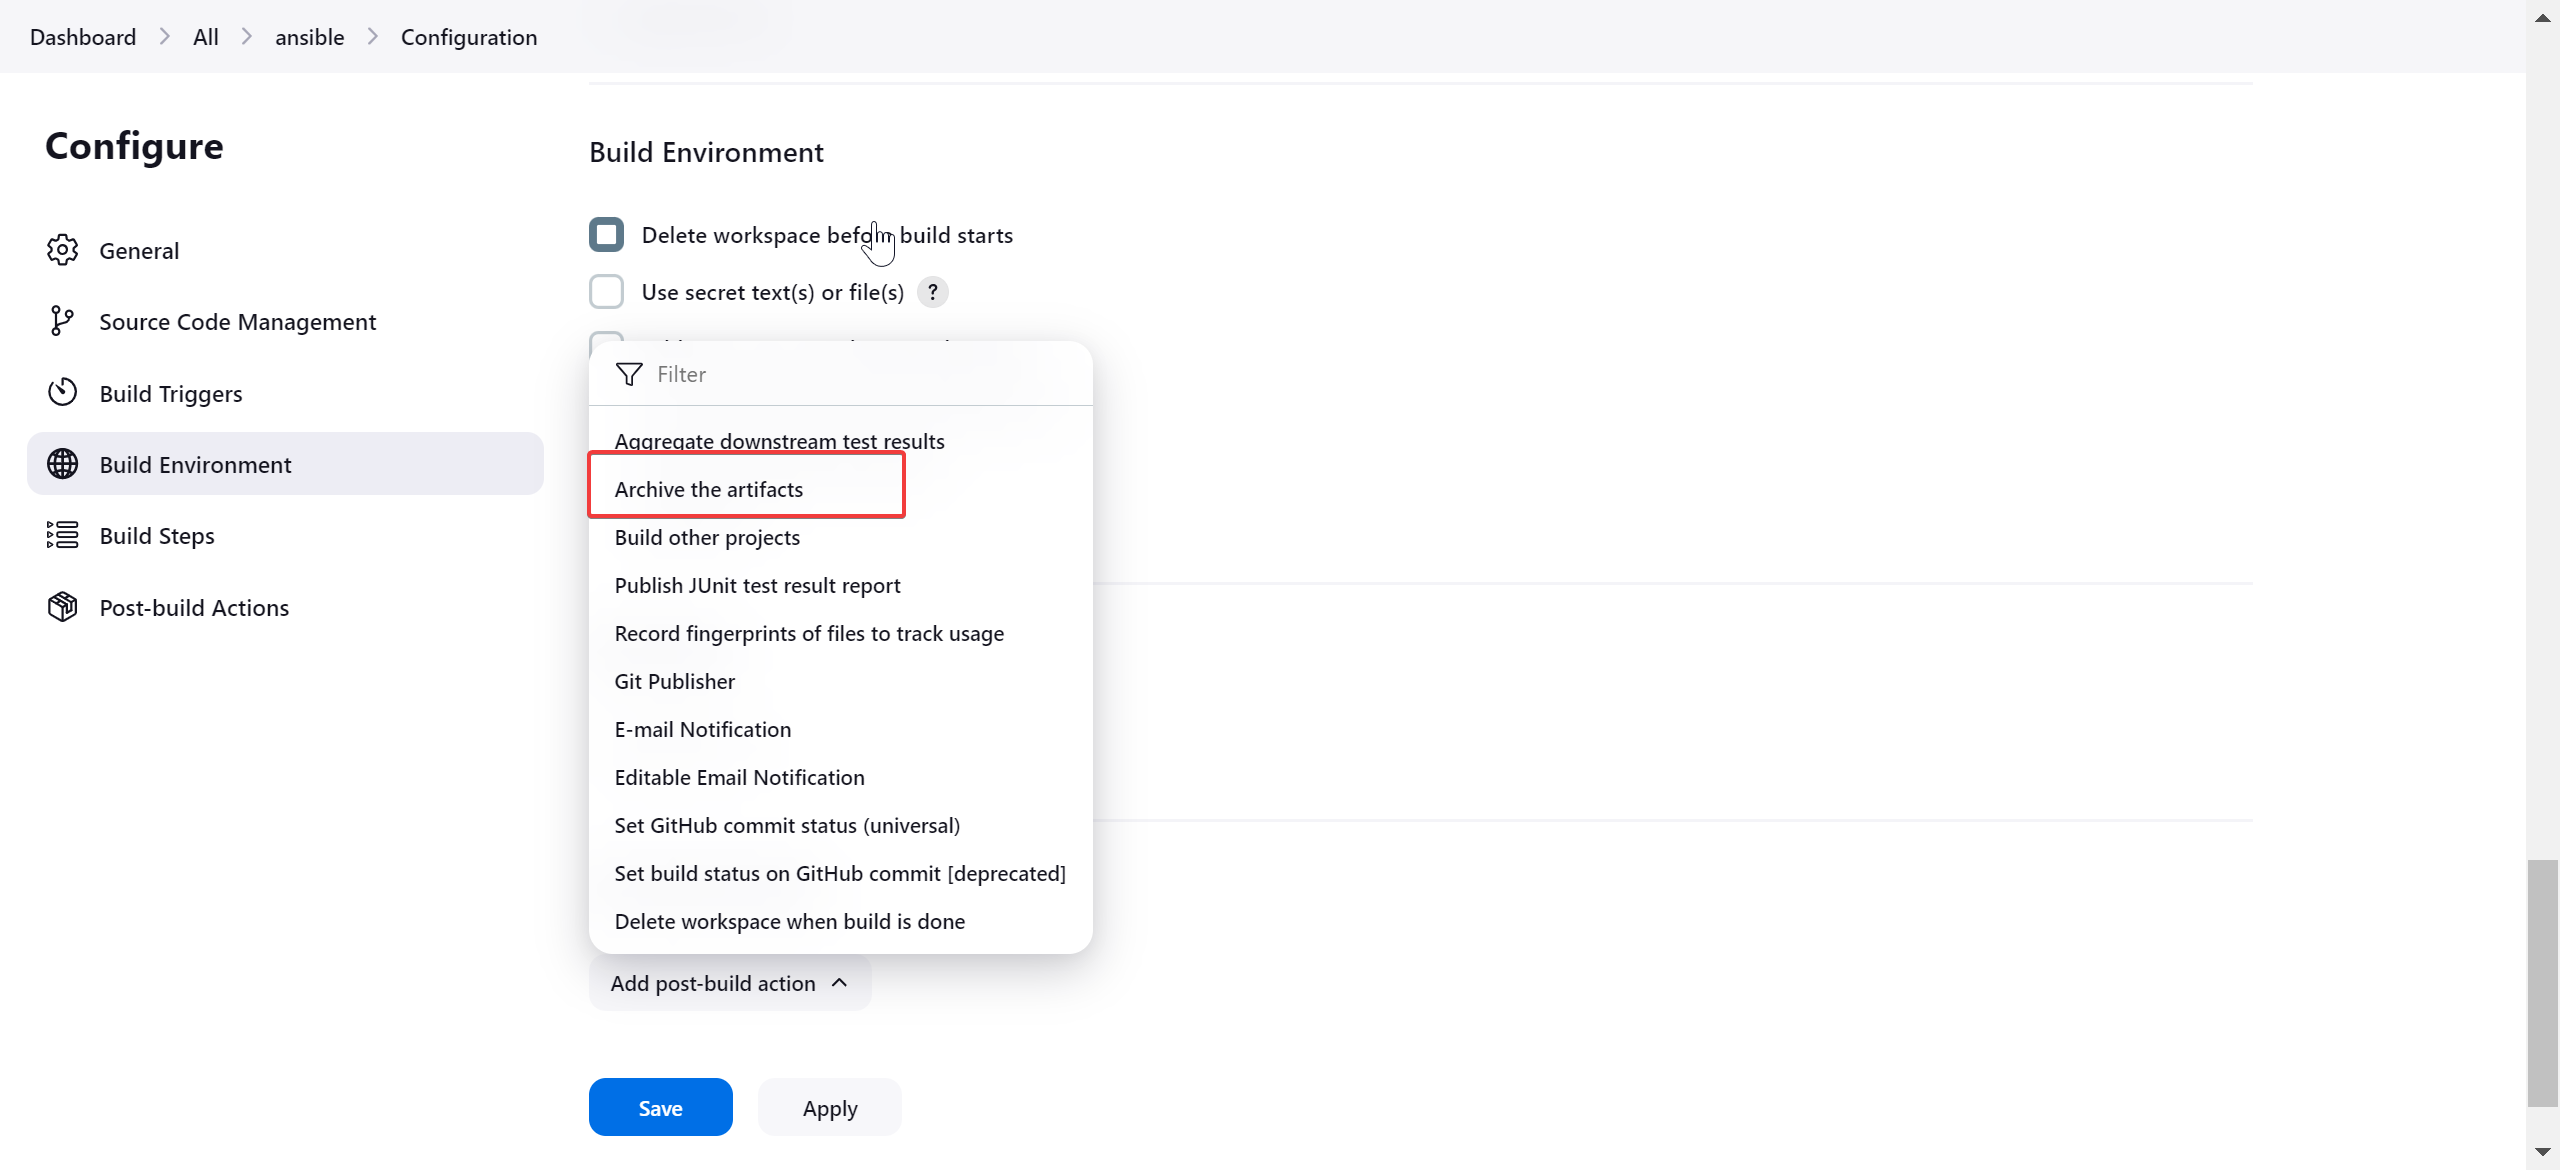 Dashboard > All > ansible > Configuration
Configure
General
Source Code Management
Build Triggers
Build Environment
Build Steps
Post-build Actions
Build Environment
Delete workspace before build starts
Use secret text(s) or file(s) ?
Filter
Aggregate downstream test results
Archive the artifacts
Build other projects
Publish JUnit test result report
Record fingerprints of files to track usage
Git Publisher
E-mail Notification
Editable Email Notification
Set GitHub commit status (universal)
Set build status on GitHub commit [deprecated]
Delete workspace when build is done
Add post-build action
Save
Apply